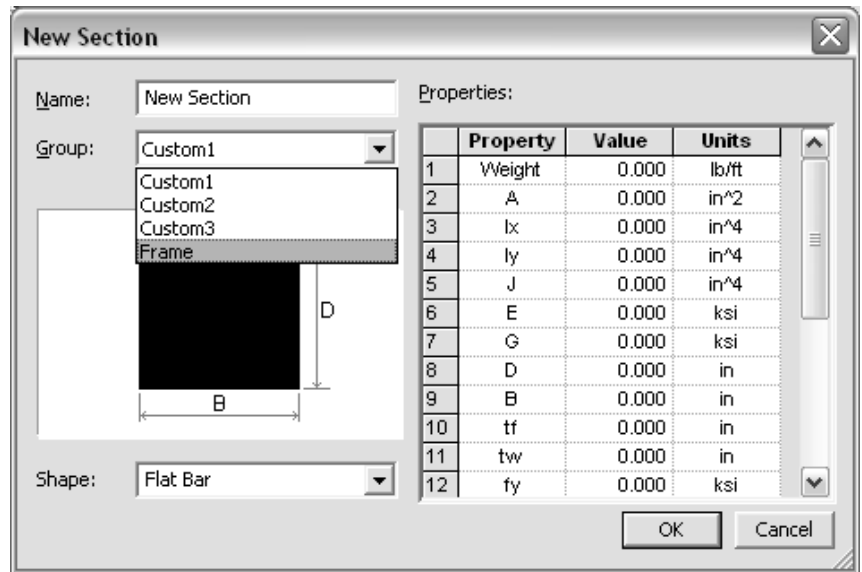 New Section
Name:
New Section
Group:
Custom1
Custom1
Custom2
Custom3
Frame
D
B
Shape:
Flat Bar
Properties:
Property Value Units
1 Weight 0.000 lb/ft
2 A 0.000 in^2
3 Ix 0.000 in^4
4 Iy 0.000 in^4
5 J 0.000 in^4
6 E 0.000 ksi
7 G 0.000 ksi
8 D 0.000 in
9 B 0.000 in
10 tf 0.000 in
11 tw 0.000 in
12 fy 0.000 ksi
OK Cancel